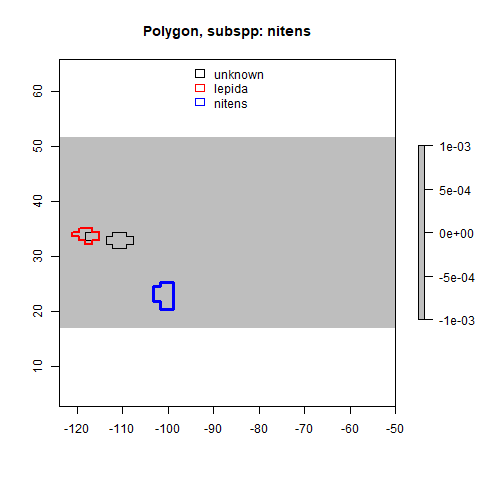 Polygon, subspp: nitens
unknown
lepida
nitens
60
50
40
30
20
10
-120 -110 -100 -90 -80 -70 -60 -50
1e-03
5e-04
0e+00
-5e-04
-1e-03